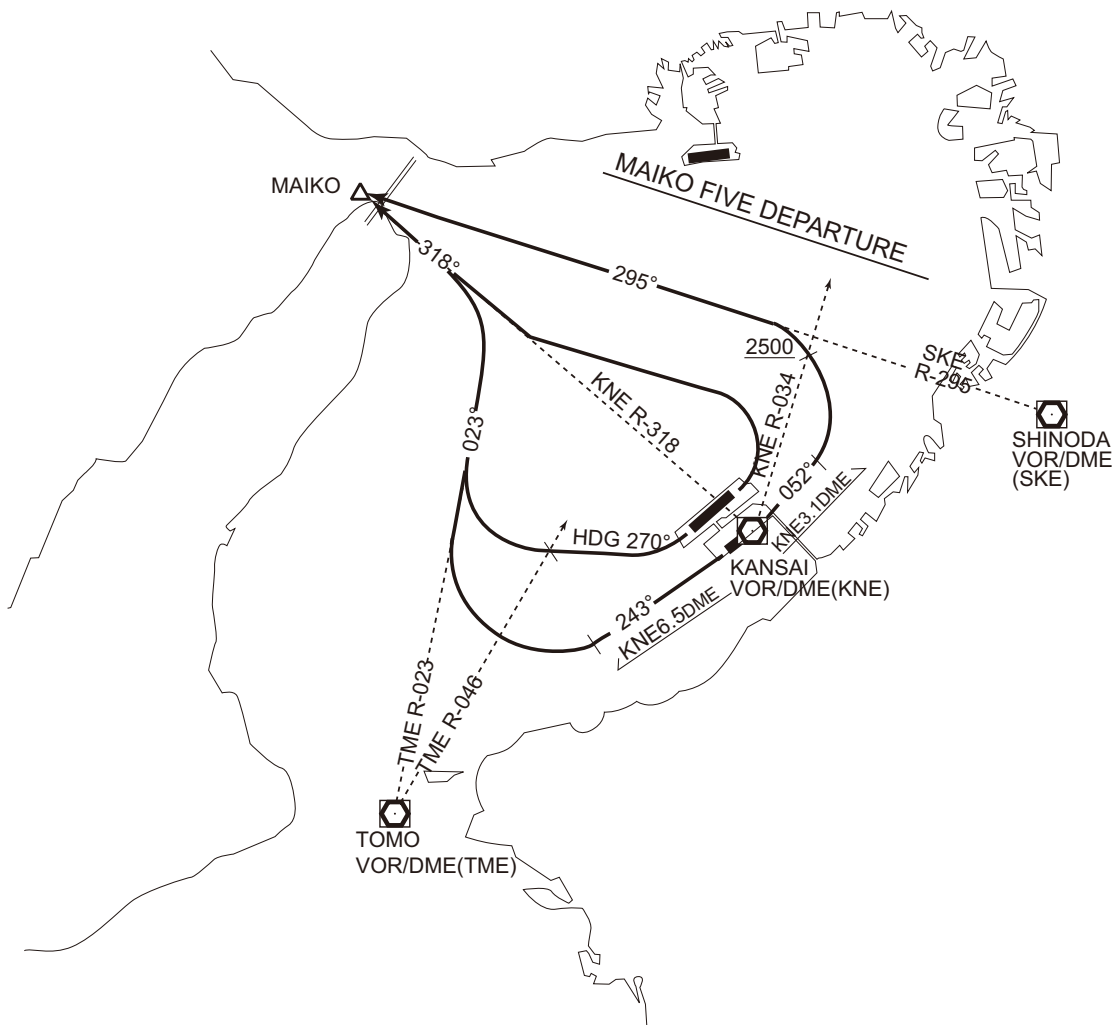 MAIKO
MAIKO FIVE DEPARTURE
318°
295°
2500
SKE
R-295
KNE R-034
KNE R-318
SHINODA
VOR/DME
(SKE)
023°
052°
KNE3.1DME
HDG 270°
KANSAI
VOR/DME(KNE)
243°
KNE6.5DME
TME R-023
TME R-046
TOMO
VOR/DME(TME)